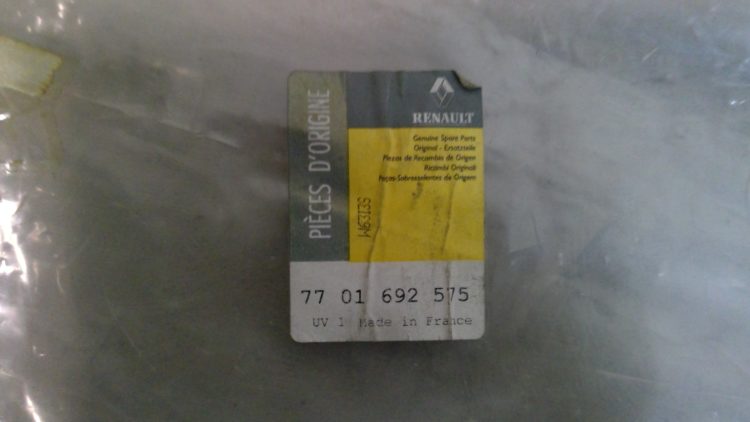 PIÈCES D'ORIGINE
RENAULT
Genuine Spare Parts
Original - Ersatzteile
Piezas de Recambio de Origen
Ricambi Originali
Peças-Sobresselentes de Origem
77 01 692 575
UV 1 Made in France